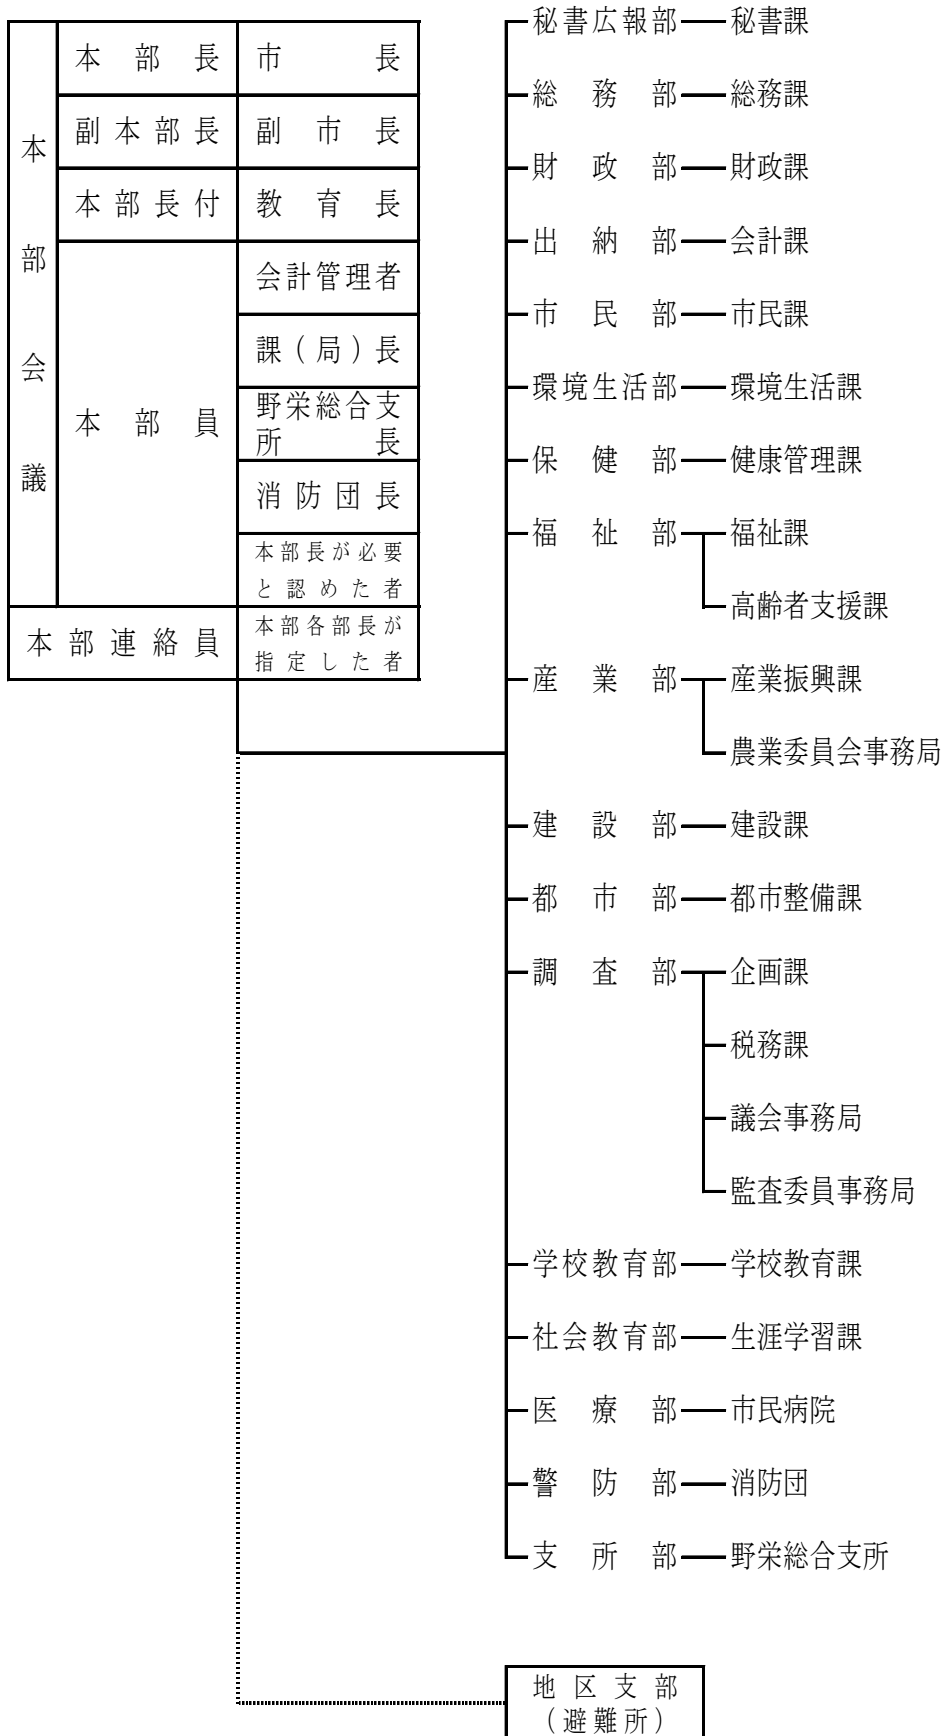 本部会議
本部長 市長
副本部長 副市長
本部長付 教育長
本部員
会計管理者
課(局)長
野栄総合支
所長
消防団長
本部長が必要
と認めた者
本部連絡員
本部各部長が
指定した者
秘書広報部 秘書課
総務部 総務課
財政部 財政課
出納部 会計課
市民部 市民課
環境生活部 環境生活課
保健部 健康管理課
福祉部 福祉課
高齢者支援課
産業部 産業振興課
農業委員会事務局
建設部 建設課
都市部 都市整備課
調査部 企画課
税務課
議会事務局
監査委員事務局
学校教育部 学校教育課
社会教育部 生涯学習課
医療部 市民病院
警防部 消防団
支所部 野栄総合支所
地区支部
(避難所)